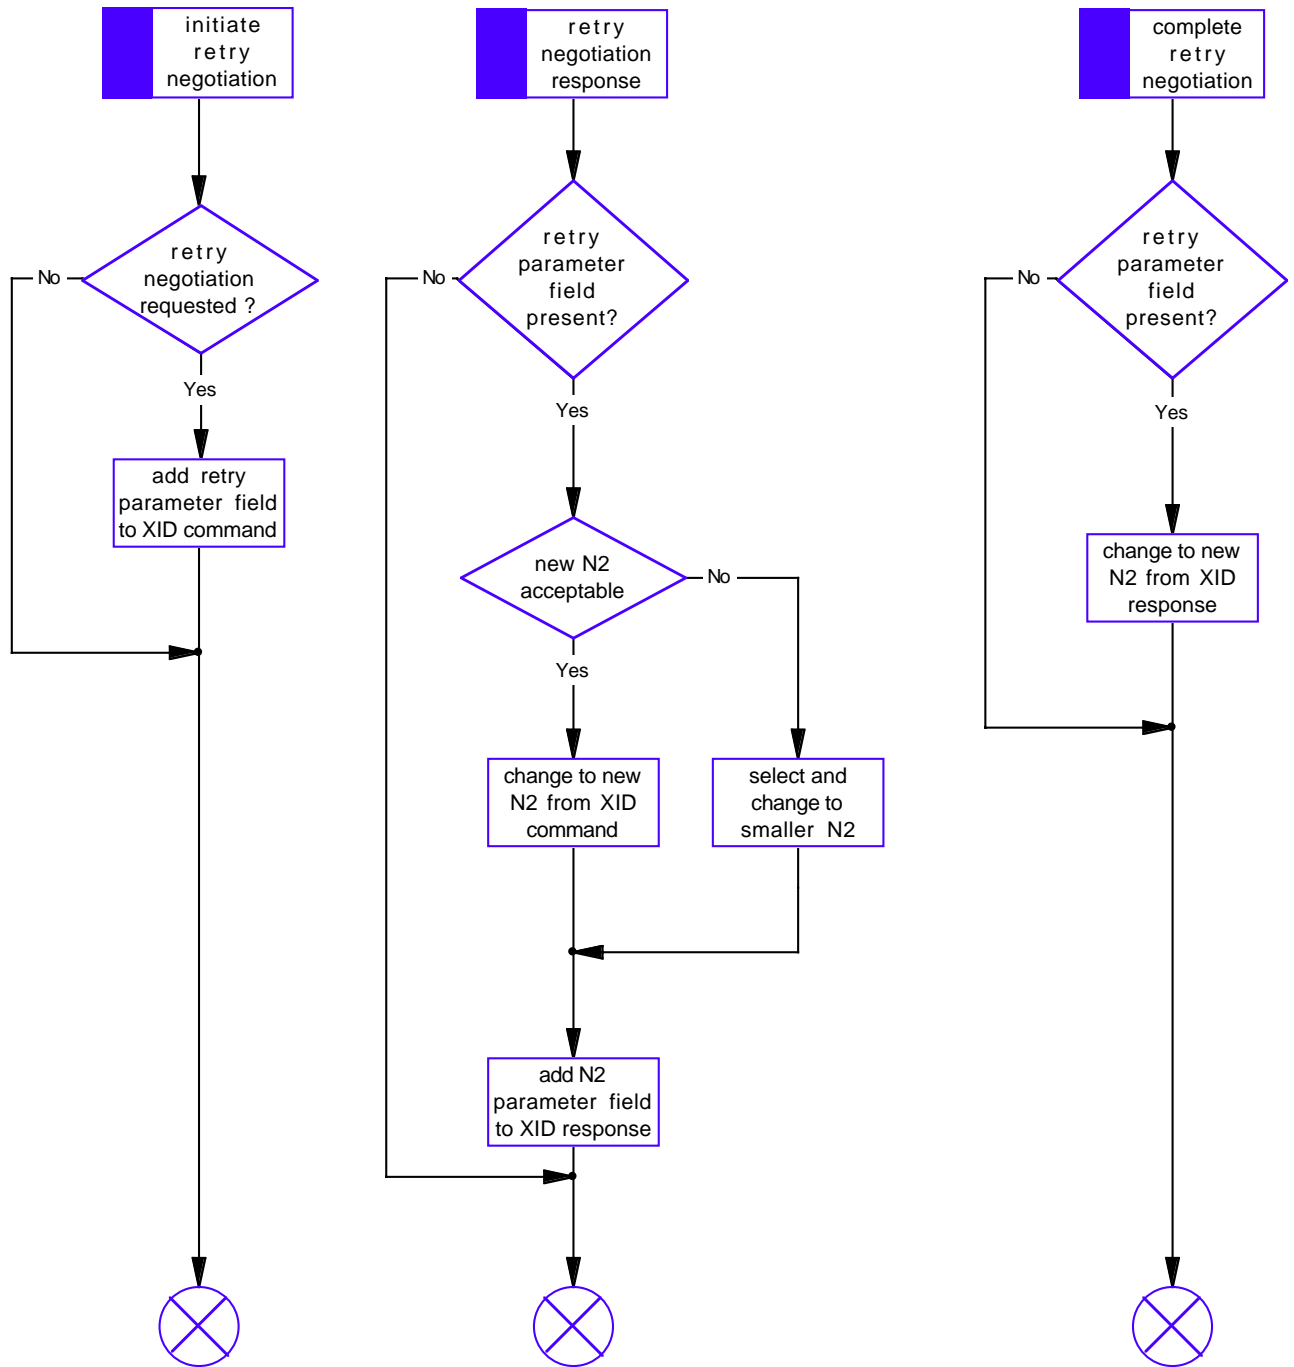 initiate
retry
negotiation
retry
negotiation
requested ?
No
Yes
add retry
parameter field
to XID command
retry
negotiation
response
retry
parameter
field
present?
No
Yes
new N2
acceptable
No
Yes
change to new
N2 from XID
command
select and
change to
smaller N2
add N2
parameter field
to XID response
complete
retry
negotiation
retry
parameter
field
present?
No
Yes
change to new
N2 from XID
response